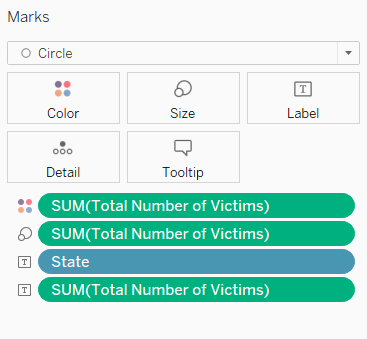 Marks
Circle
Color Size Label
Detail Tooltip
SUM(Total Number of Victims)
SUM(Total Number of Victims)
T State
T SUM(Total Number of Victims)